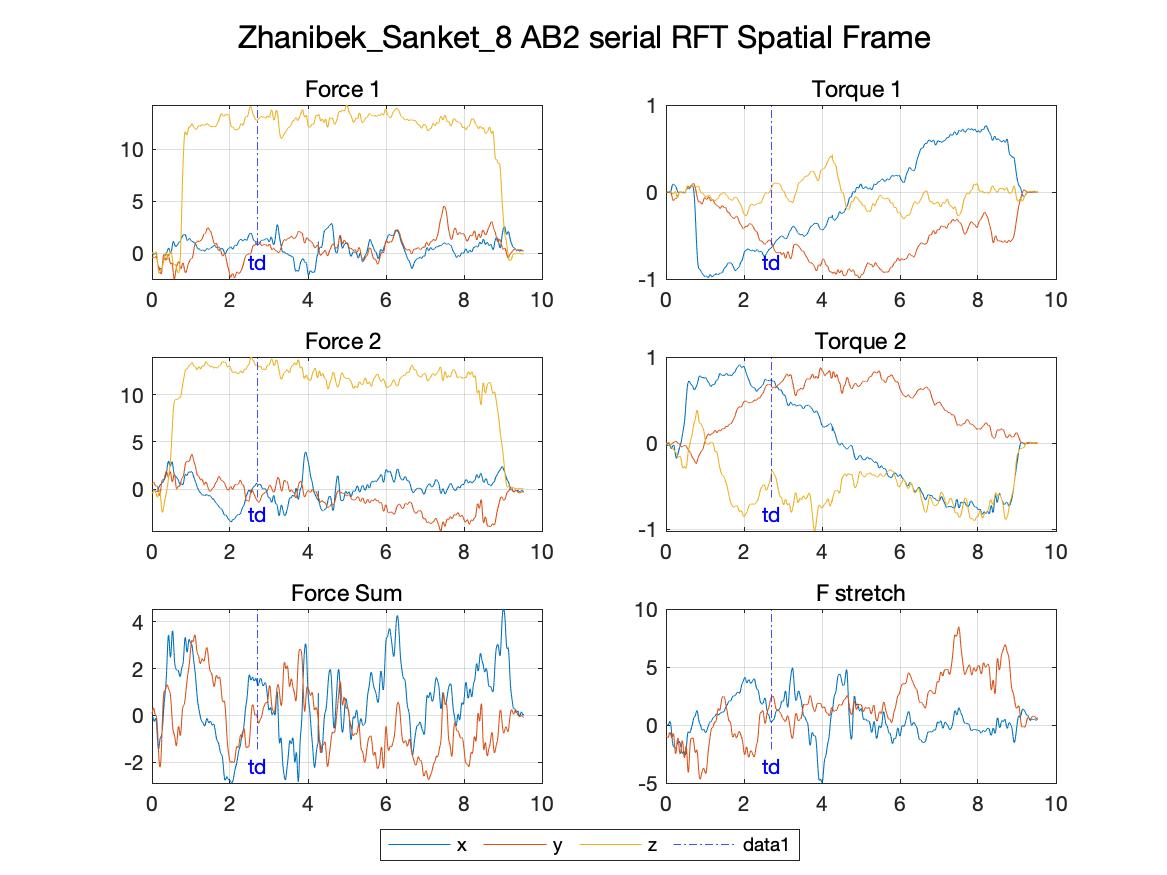 Zhanibek_Sanket_8 AB2 serial RFT Spatial Frame
Force 1
10
5
0
td
0 2 4 6 8 10
Torque 1
1
0
-1
td
0 2 4 6 8 10
Force 2
10
5
0
td
0 2 4 6 8 10
Torque 2
1
0
-1
td
0 2 4 6 8 10
Force Sum
4
2
0
-2
td
0 2 4 6 8 10
F stretch
10
5
0
-5
td
0 2 4 6 8 10
x y z data1